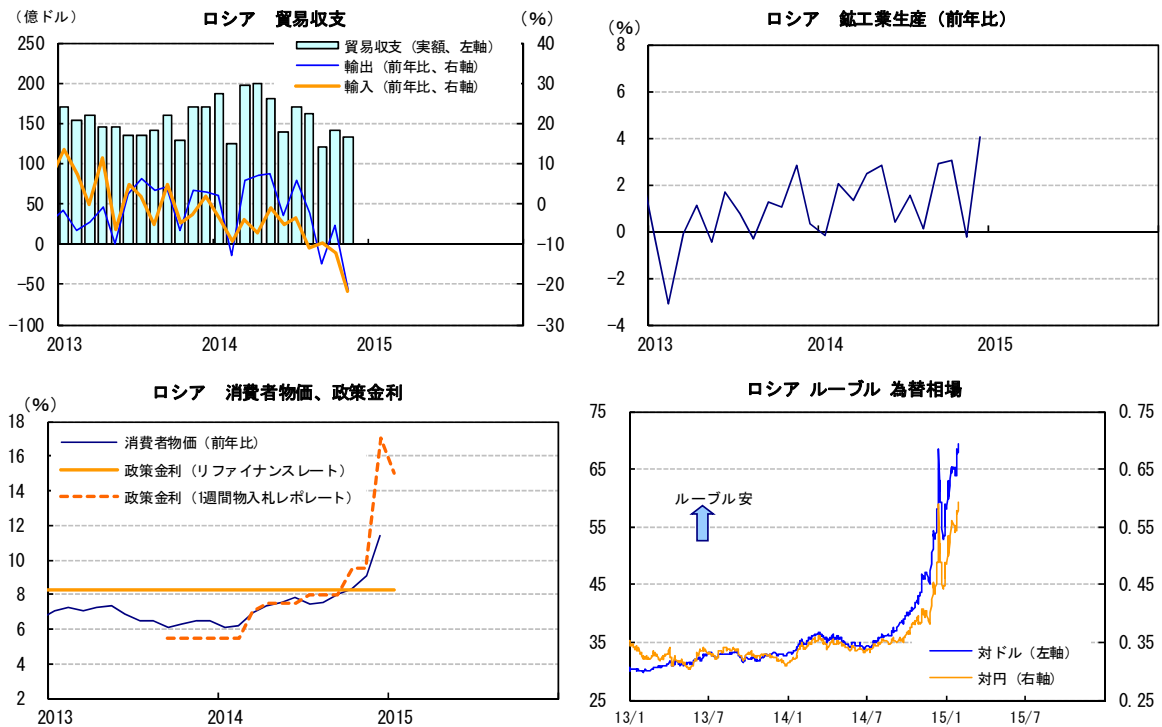 ロシア　貿易収支
（億ドル）
（％）
貿易収支（実額、左軸）
輸出（前年比、右軸）
輸入（前年比、右軸）
250
200
150
100
50
0
−50
−100
40
30
20
10
0
−10
−20
−30
2013 2014 2015
ロシア　鉱工業生産（前年比）
（％）
8
6
4
2
0
−2
−4
2013 2014 2015
ロシア　消費者物価、政策金利
（％）
消費者物価（前年比）
政策金利（リファイナンスレート）
政策金利（1週間物入札レポレート）
18
16
14
12
10
8
6
4
2
2013 2014 2015
ロシア ルーブル 為替相場
ルーブル安
対ドル（左軸）
対円（右軸）
75
65
55
45
35
25
0.75
0.65
0.55
0.45
0.35
0.25
13/1 13/7 14/1 14/7 15/1 15/7